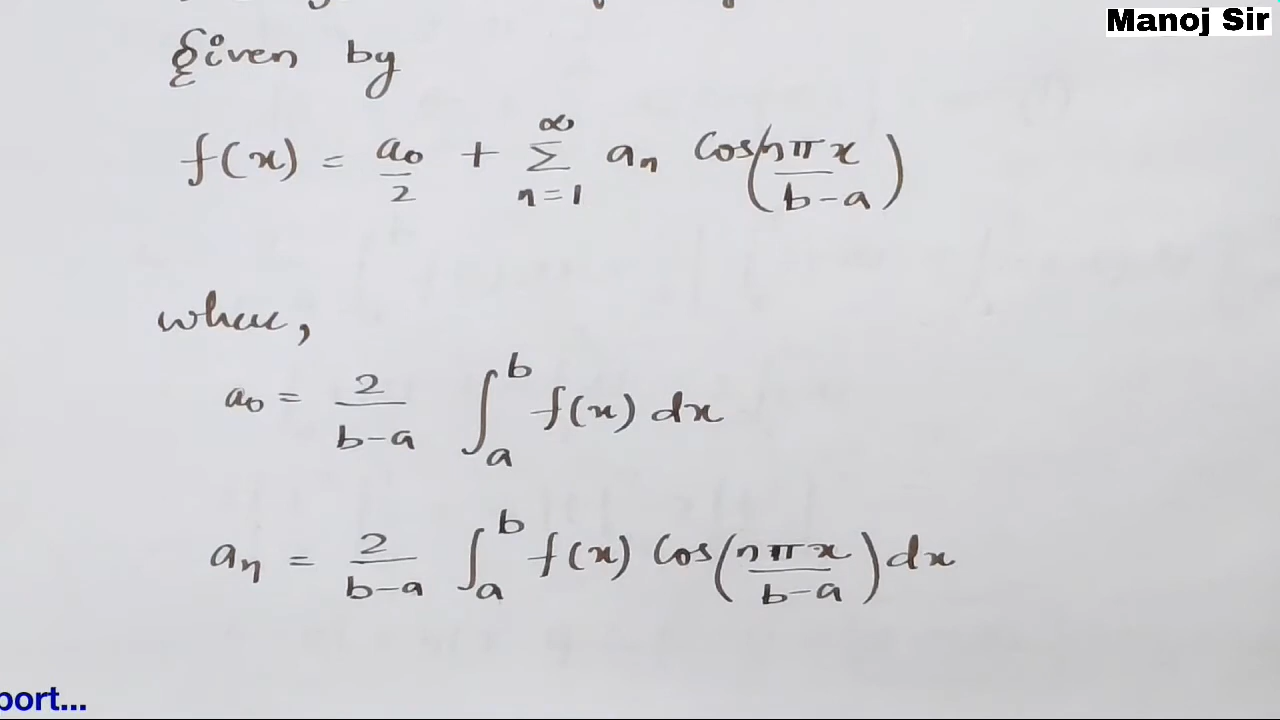 Manoj Sir
Given by
f(x) = a₀/2 + ∑_{n=1}^{∞} aₙ cos(nπx/(b-a))
where,
a₀ = 2/(b-a) ∫_a^b f(x) dx
aₙ = 2/(b-a) ∫_a^b f(x) cos(nπx/(b-a)) dx
port...